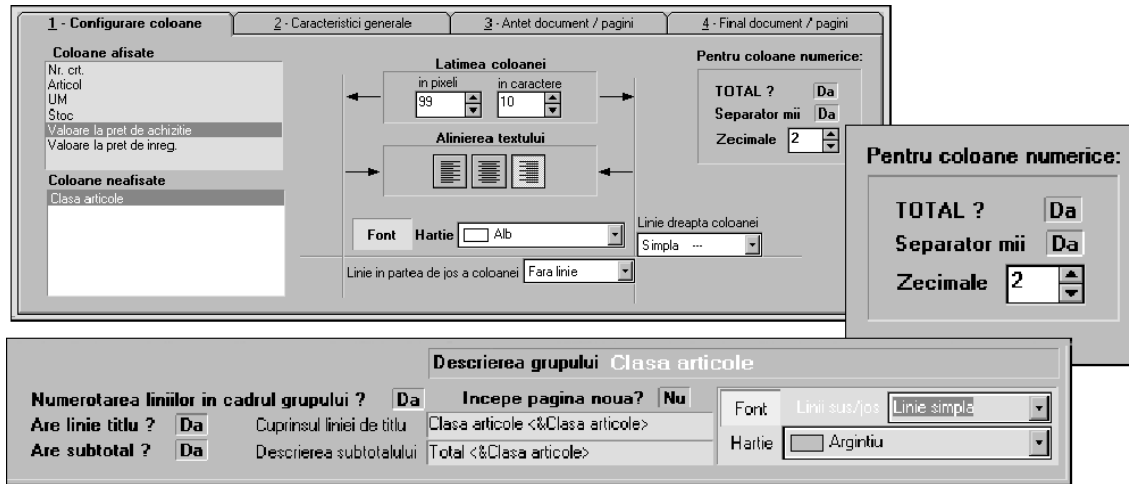 1 - Configurare coloane
2 - Caracteristici generale
3 - Antet document / pagini
4 - Final document / pagini
Coloane afisate
Nr. crt.
Articol
UM
Stoc
Valoare la pret de achizitie
Valoare la pret de inreg.
Coloane neafisate
Clasa articole
Latimea coloanei
in pixeli in caractere
99 10
Alinierea textului
Font Hartie Alb
Linie dreapta coloanei
Simpla ---
Linie in partea de jos a coloanei Fara linie
Pentru coloane numerice:
TOTAL ? Da
Separator mii Da
Zecimale 2
Pentru coloane numerice:
TOTAL ? Da
Separator mii Da
Zecimale 2
Descrierea grupului Clasa articole
Numerotarea liniilor in cadrul grupului ? Da Incepe pagina noua? Nu
Are linie titlu ? Da Cuprinsul liniei de titlu Clasa articole <&Clasa articole>
Are subtotal ? Da Descrierea subtotalului Total <&Clasa articole>
Font Linii sus/jos Linie simpla
Hartie Argintiu